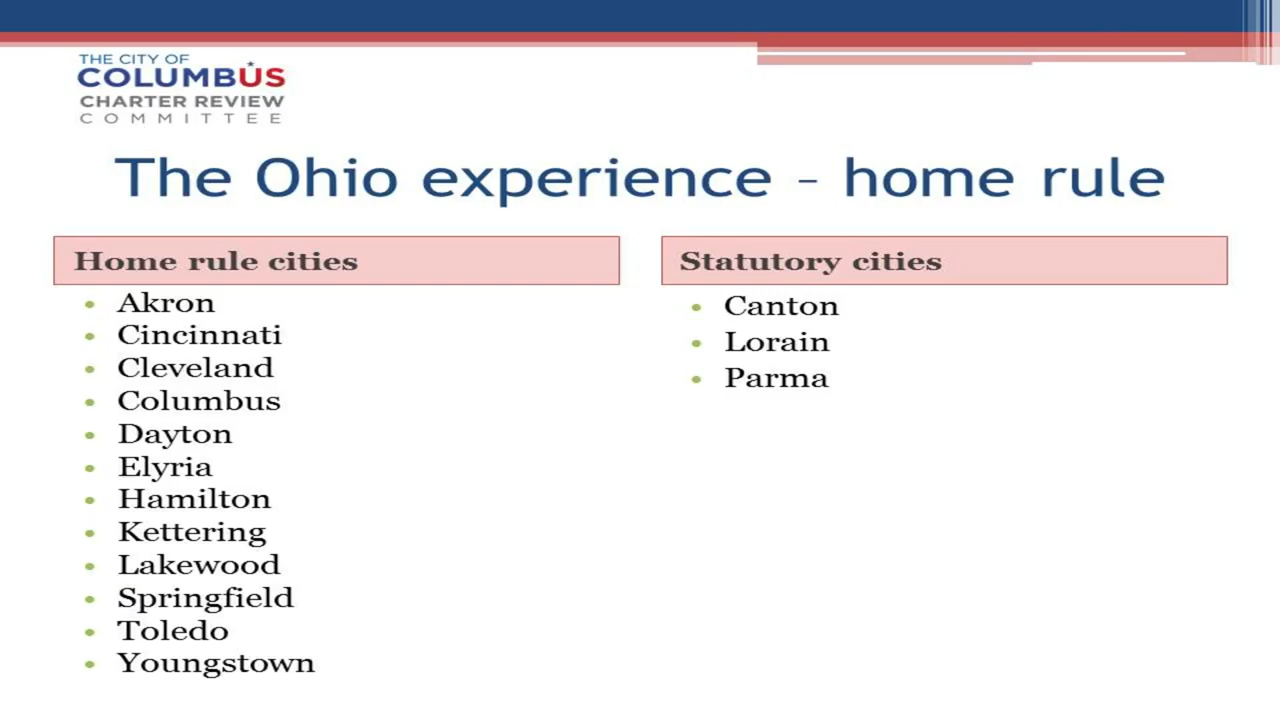 THE CITY OF
COLUMBUS
CHARTER REVIEW
COMMITTEE
The Ohio experience - home rule
Home rule cities
• Akron
• Cincinnati
• Cleveland
• Columbus
• Dayton
• Elyria
• Hamilton
• Kettering
• Lakewood
• Springfield
• Toledo
• Youngstown
Statutory cities
• Canton
• Lorain
• Parma